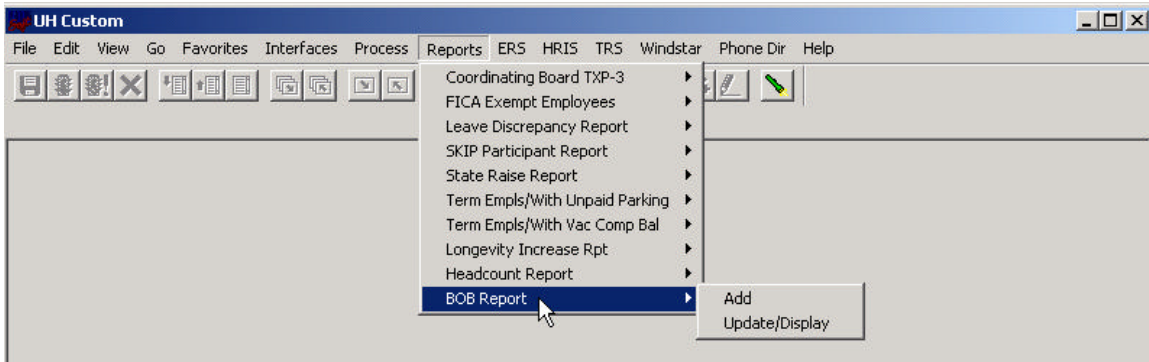 UH Custom
File Edit View Go Favorites Interfaces Process Reports ERS HRIS TRS Windstar Phone Dir Help
Coordinating Board TXP-3
FICA Exempt Employees
Leave Discrepancy Report
SKIP Participant Report
State Raise Report
Term Empls/With Unpaid Parking
Term Empls/With Vac Comp Bal
Longevity Increase Rpt
Headcount Report
BOB Report
Add
Update/Display